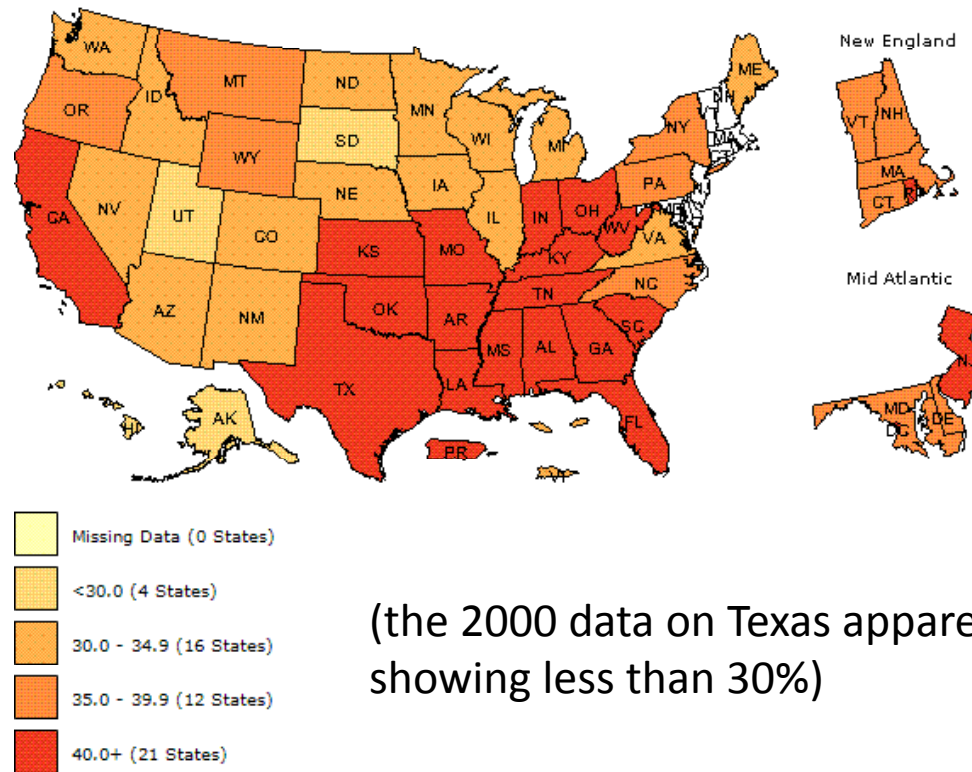 New England
WA
MT
ND
ME
OR
ID
MN
NH
VT
NH
NY
MA
WI
MI
SD
WY
PA
MA
IA
NE
CT
NV
UT
IL
IN
OH
CA
CO
WV
VA
KS
MO
KY
Mid Atlantic
NC
TN
AZ
NM
OK
AR
SC
MS
AL
GA
NJ
TX
LA
MD
DE
DC
AK
HI
FL
PR
VI
Missing Data (0 States)
<30.0 (4 States)
30.0 - 34.9 (16 States)
35.0 - 39.9 (12 States)
40.0+ (21 States)
(the 2000 data on Texas appare
showing less than 30%)